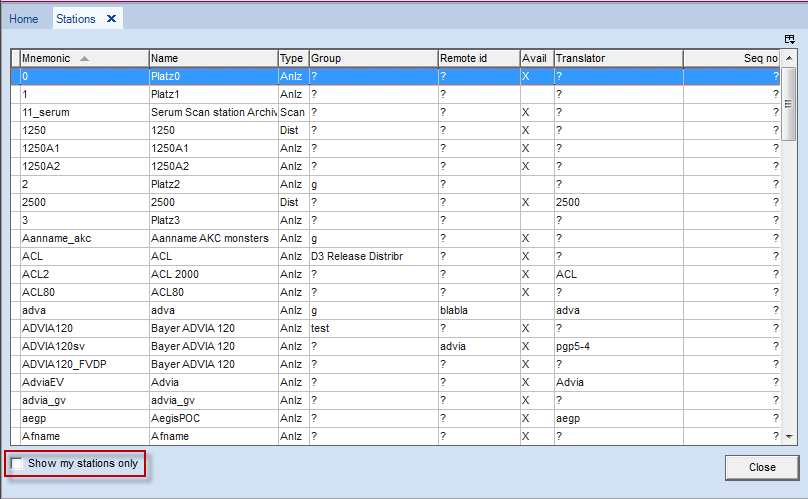 Home Stations X
Mnemonic Name Type Group Remote id Avail Translator Seq no
0 Platz0 Anlz ? ? X ? ?
1 Platz1 Anlz ? ? ? ?
11_serum Serum Scan station Archiv Scan ? ? X ? ?
1250 1250 Dist ? ? X ? ?
1250A1 1250A1 Anlz ? ? X ? ?
1250A2 1250A2 Anlz ? ? X ? ?
2 Platz2 Anlz g ? ? ?
2500 2500 Dist ? ? X 2500 ?
3 Platz3 Anlz ? ? ? ?
Aanname_akc Aanname AKC monsters Anlz g ? X ? ?
ACL ACL Anlz D3 Release Distribr ? X ? ?
ACL2 ACL 2000 Anlz ? ? X ACL ?
ACL80 ACL80 Anlz ? ? X ? ?
adva adva Anlz g blabla adva ?
ADVIA120 Bayer ADVIA 120 Anlz test ? X ? ?
ADVIA120sv Bayer ADVIA 120 Anlz ? advia X pgp5-4 ?
ADVIA120_FVDP Bayer ADVIA 120 Anlz ? ? X ? ?
AdviaEV Advia Anlz ? ? X Advia ?
advia_gv advia_gv Anlz ? ? X ? ?
aegp AegisPOC Anlz ? ? X aegp ?
Afname Afname Anlz ? ? X ? ?
Show my stations only Close